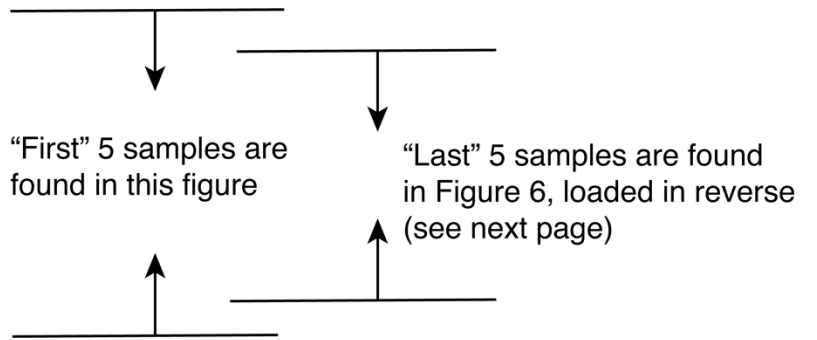 “First” 5 samples are
found in this figure
“Last” 5 samples are found
in Figure 6, loaded in reverse
(see next page)